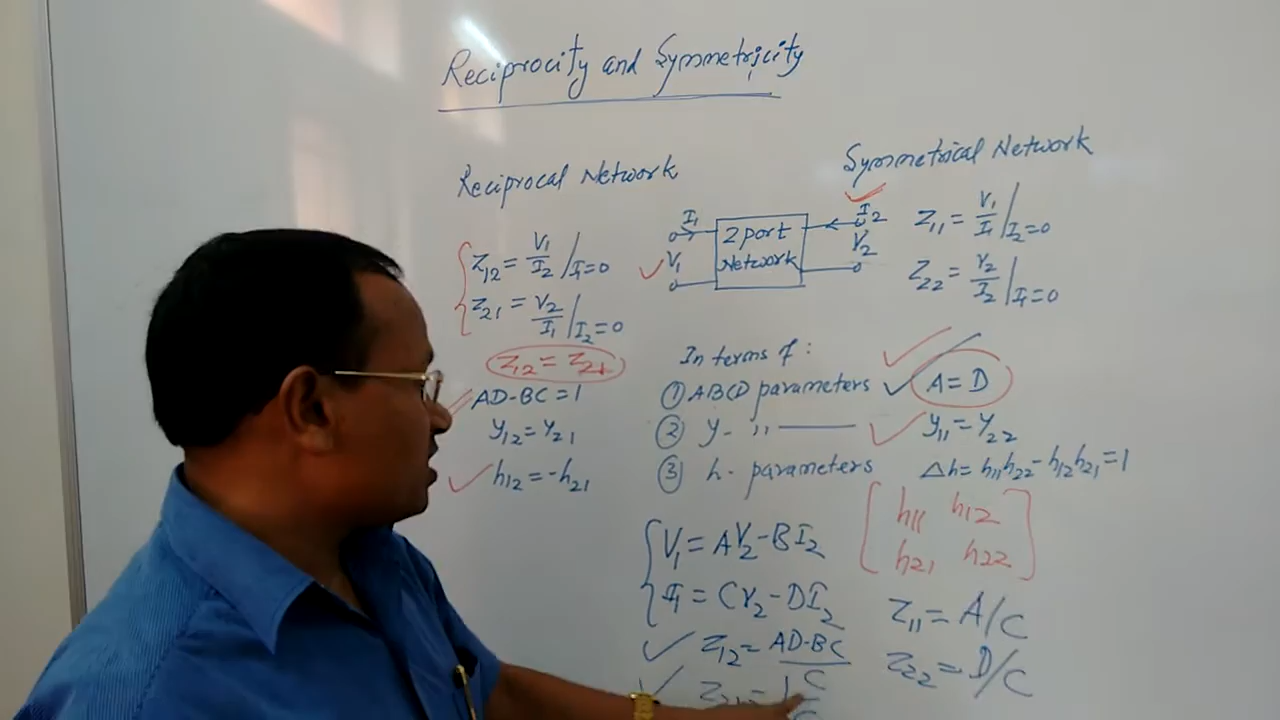 Reciprocity and Symmetricity
Reciprocal Network
Z12 = V1/I2 | I1=0
Z21 = V2/I1 | I2=0
Z12 = Z21
AD-BC = 1
Y12 = Y21
h12 = -h21
I1
V1
2 port
Network
I2
V2
Symmetrical Network
Z11 = V1/I1 | I2=0
Z22 = V2/I2 | I1=0
In terms of :
① ABCD parameters A = D
② y- ,, — Y11 = Y22
③ h- parameters Δh = h11h22 - h12h21 = 1
h11 h12
h21 h22
V1 = AV2 - BI2
I1 = CV2 - DI2
Z12 = AD-BC/C
Z21 = 1/C
Z11 = A/C
Z22 = D/C